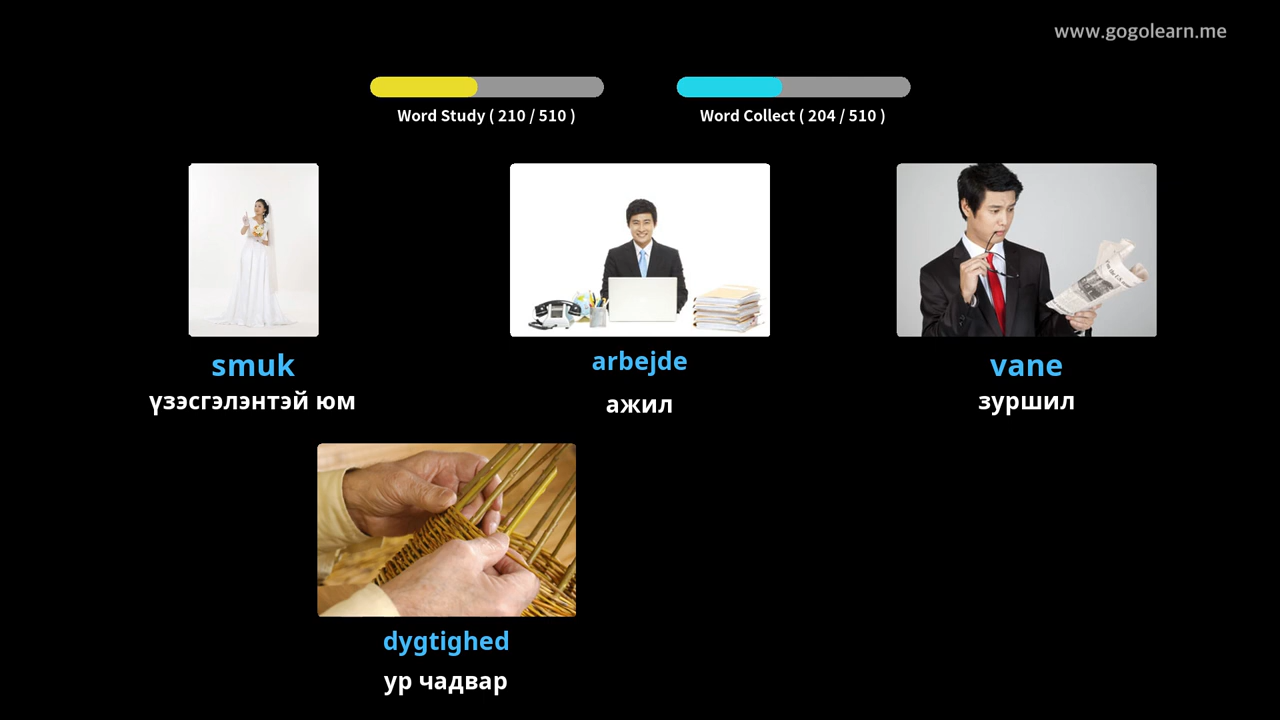 www.gogolearn.me
Word Study ( 210 / 510 )
Word Collect ( 204 / 510 )
smuk
үзэсгэлэнтэй юм
arbejde
ажил
vane
зуршил
dygtighed
ур чадвар